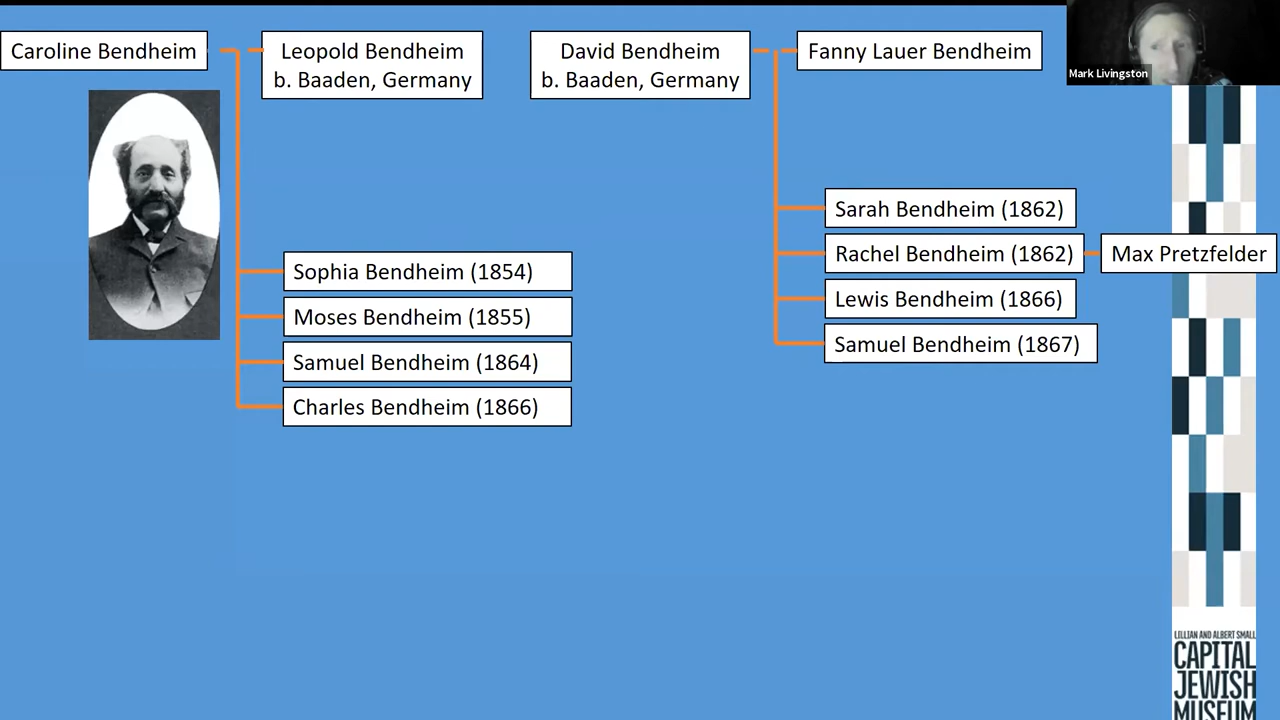 Caroline Bendheim
Leopold Bendheim
b. Baaden, Germany
David Bendheim
b. Baaden, Germany
Fanny Lauer Bendheim
Mark Livingston
Sophia Bendheim (1854)
Moses Bendheim (1855)
Samuel Bendheim (1864)
Charles Bendheim (1866)
Sarah Bendheim (1862)
Rachel Bendheim (1862)
Max Pretzfelder
Lewis Bendheim (1866)
Samuel Bendheim (1867)
LILLIAN AND ALBERT SMALL
CAPITAL
JEWISH
MUSEUM